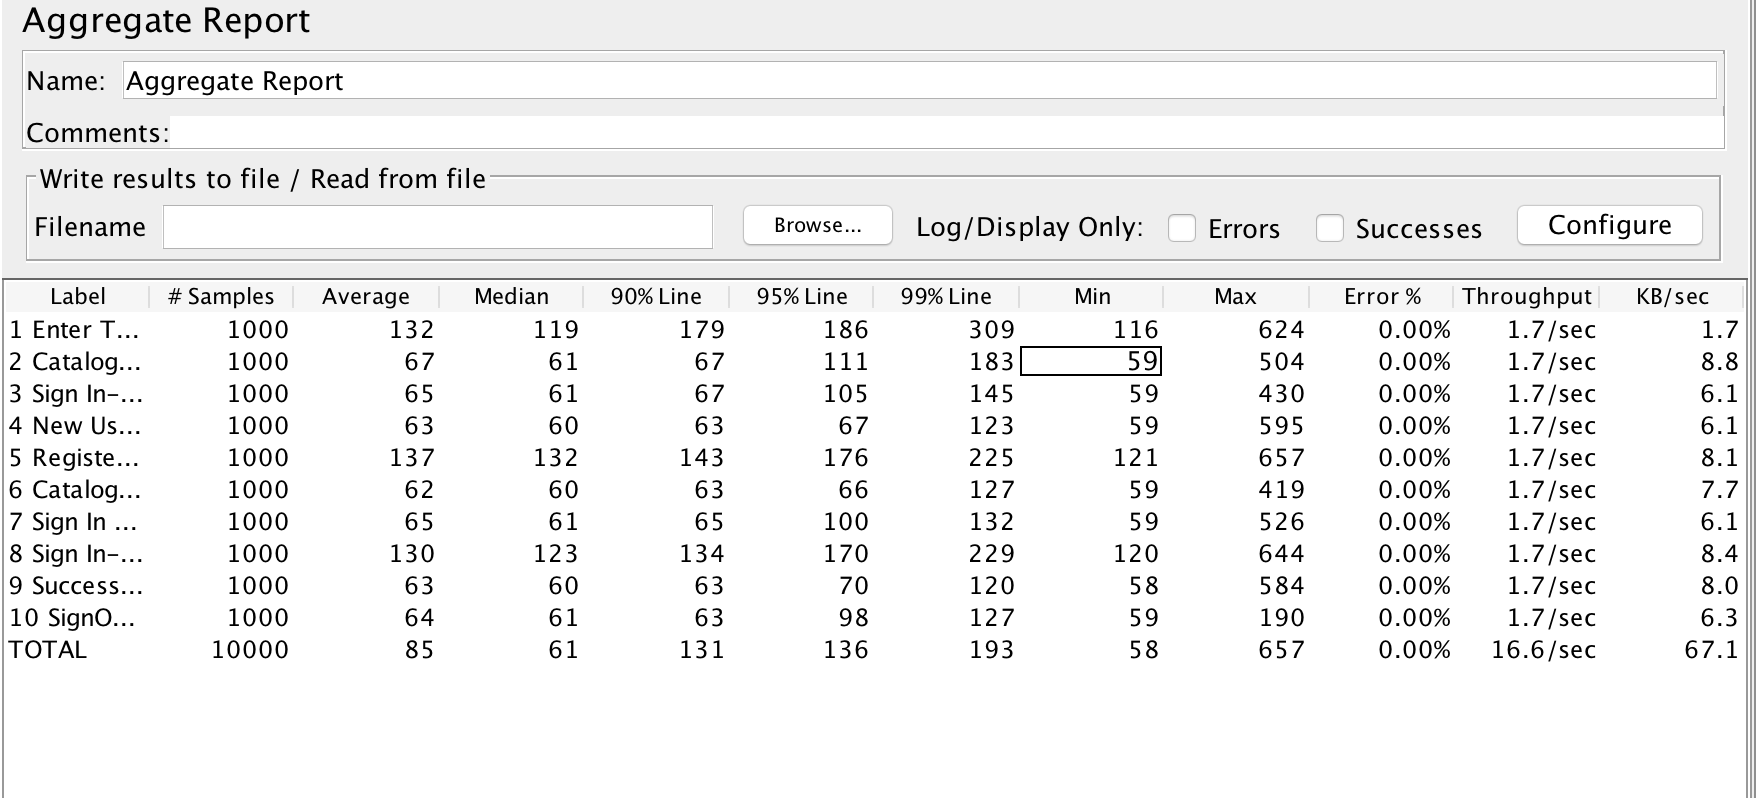 Aggregate Report
Name: Aggregate Report
Comments:
Write results to file / Read from file
Filename Browse... Log/Display Only: Errors Successes Configure
Label # Samples Average Median 90% Line 95% Line 99% Line Min Max Error % Throughput KB/sec
1 Enter T... 1000 132 119 179 186 309 116 624 0.00% 1.7/sec 1.7
2 Catalog... 1000 67 61 67 111 183 59 504 0.00% 1.7/sec 8.8
3 Sign In-... 1000 65 61 67 105 145 59 430 0.00% 1.7/sec 6.1
4 New Us... 1000 63 60 63 67 123 59 595 0.00% 1.7/sec 6.1
5 Registe... 1000 137 132 143 176 225 121 657 0.00% 1.7/sec 8.1
6 Catalog... 1000 62 60 63 66 127 59 419 0.00% 1.7/sec 7.7
7 Sign In ... 1000 65 61 65 100 132 59 526 0.00% 1.7/sec 6.1
8 Sign In-... 1000 130 123 134 170 229 120 644 0.00% 1.7/sec 8.4
9 Success... 1000 63 60 63 70 120 58 584 0.00% 1.7/sec 8.0
10 SignO... 1000 64 61 63 98 127 59 190 0.00% 1.7/sec 6.3
TOTAL 10000 85 61 131 136 193 58 657 0.00% 16.6/sec 67.1